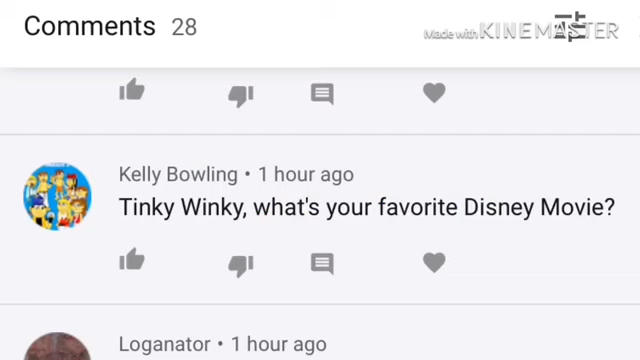 Comments 28
Made with KINEMASTER
Kelly Bowling • 1 hour ago
Tinky Winky, what's your favorite Disney Movie?
Loganator • 1 hour ago